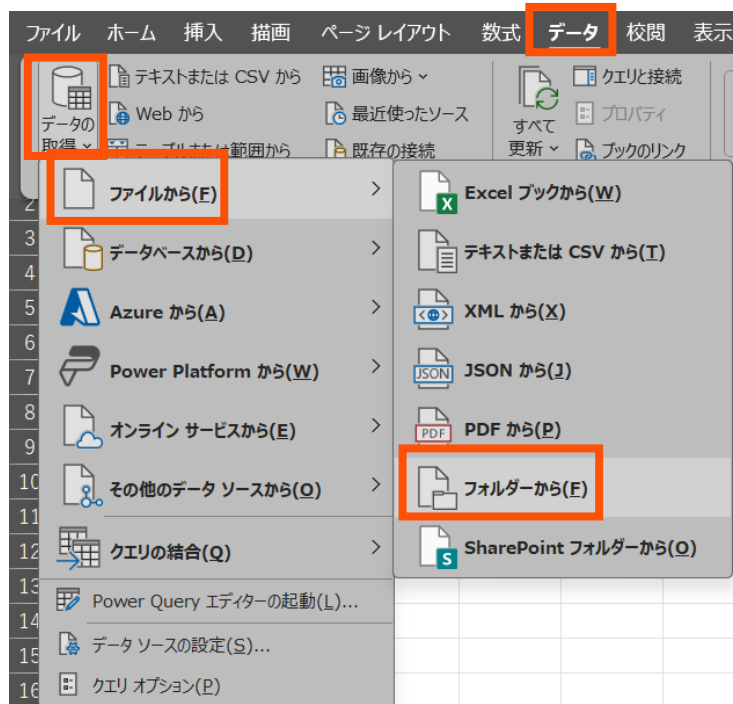 ファイル ホーム 挿入 描画 ページ レイアウト 数式 データ 校閲 表示
データの
取得
テキストまたは CSV から
Web から
テーブルまたは範囲から
画像から
最近使ったソース
既存の接続
すべて
更新
クエリと接続
プロパティ
ブックのリンク
2
3
4
5
6
7
8
9
10
11
12
13
14
15
16
ファイルから(F)
データベースから(D)
Azure から(A)
Power Platform から(W)
オンライン サービスから(E)
その他のデータ ソースから(O)
クエリの結合(Q)
Power Query エディターの起動(L)...
データ ソースの設定(S)...
クエリ オプション(P)
Excel ブックから(W)
テキストまたは CSV から(T)
XML から(X)
JSON から(J)
PDF から(P)
フォルダーから(F)
SharePoint フォルダーから(O)
JSON
PDF